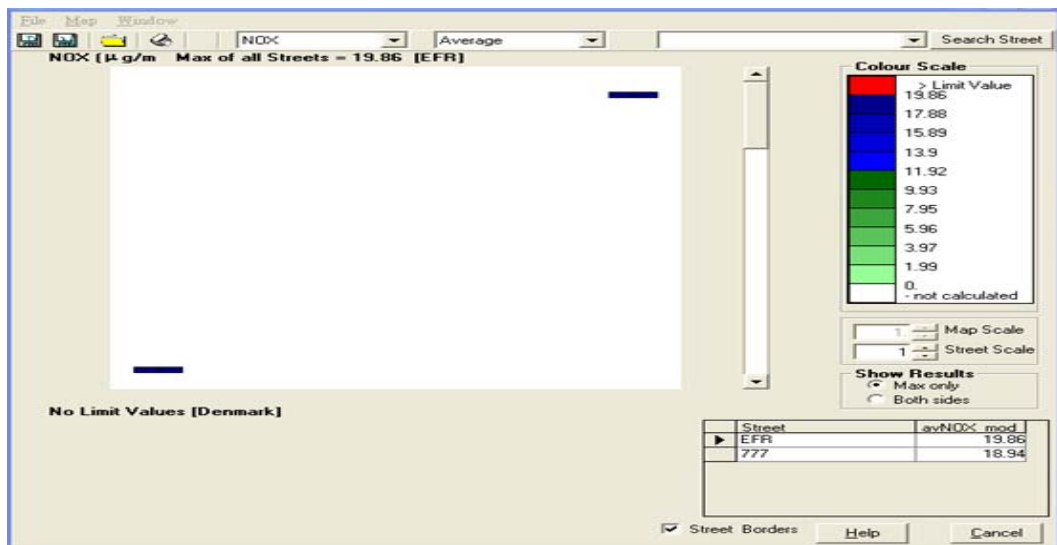 File Map Window
NOX Average Search Street
NOX [µ g/m Max of all Streets = 19.86 [EFR]
Colour Scale
> Limit Value
19.86
17.88
15.89
13.9
11.92
9.93
7.95
5.96
3.97
1.99
0.
- not calculated
1 Map Scale
1 Street Scale
Show Results
Max only
Both sides
No Limit Values [Denmark]
Street avNOX_mod
EFR 19.86
777 18.94
Street Borders Help Cancel